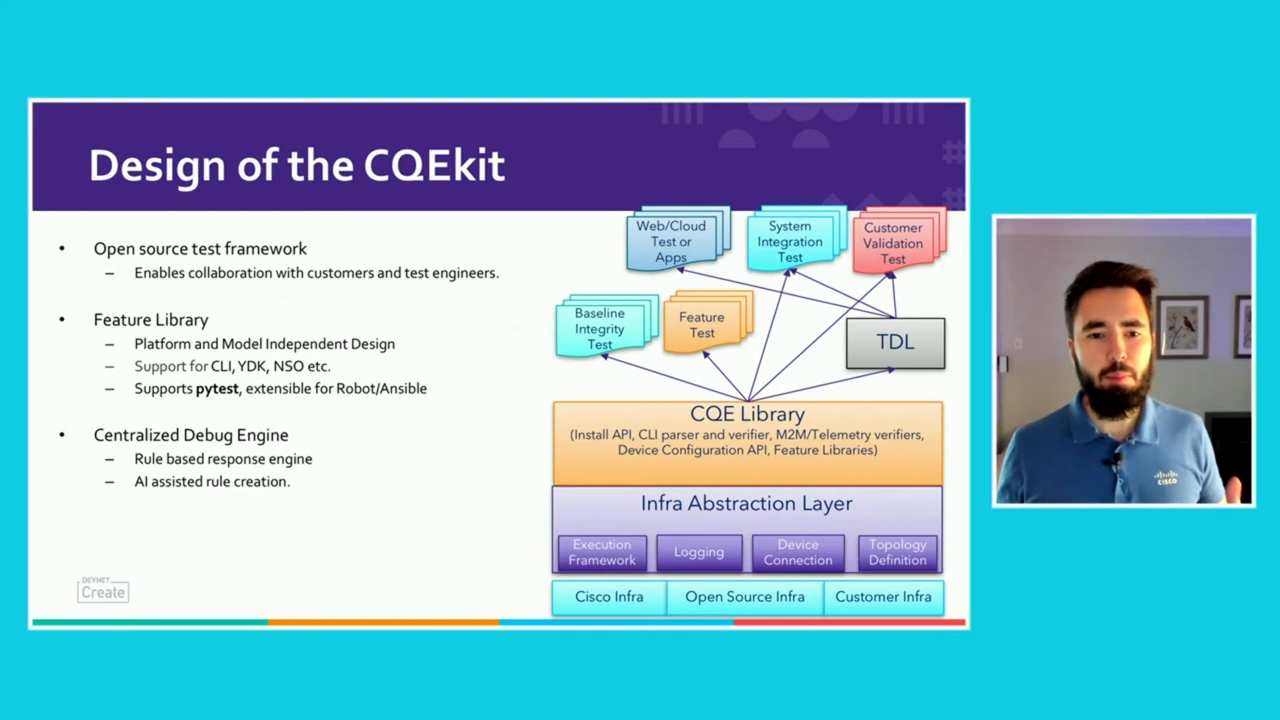 Design of the CQEkit
• Open source test framework
– Enables collaboration with customers and test engineers.
• Feature Library
– Platform and Model Independent Design
– Support for CLI, YDK, NSO etc.
– Supports pytest, extensible for Robot/Ansible
• Centralized Debug Engine
– Rule based response engine
– AI assisted rule creation.
DEVNET
Create
Web/Cloud
Test or
Apps
System
Integration
Test
Customer
Validation
Test
Baseline
Integrity
Test
Feature
Test
TDL
CQE Library
(Install API, CLI parser and verifier, M2M/Telemetry verifiers,
Device Configuration API, Feature Libraries)
Infra Abstraction Layer
Execution
Framework
Logging
Device
Connection
Topology
Definition
Cisco Infra
Open Source Infra
Customer Infra
CISCO